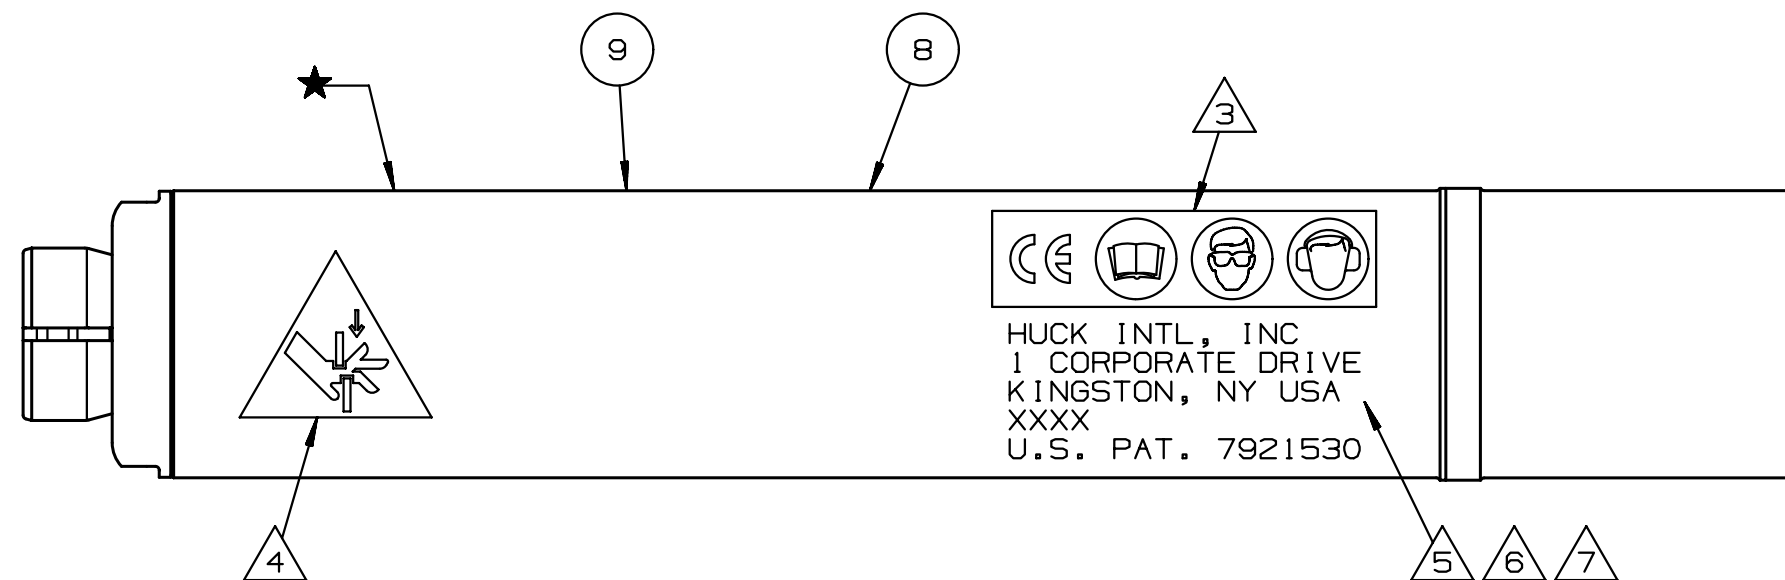 9
8
3
CE
HUCK INTL, INC
1 CORPORATE DRIVE
KINGSTON, NY USA
XXXX
U.S. PAT. 7921530
4
5 6 7